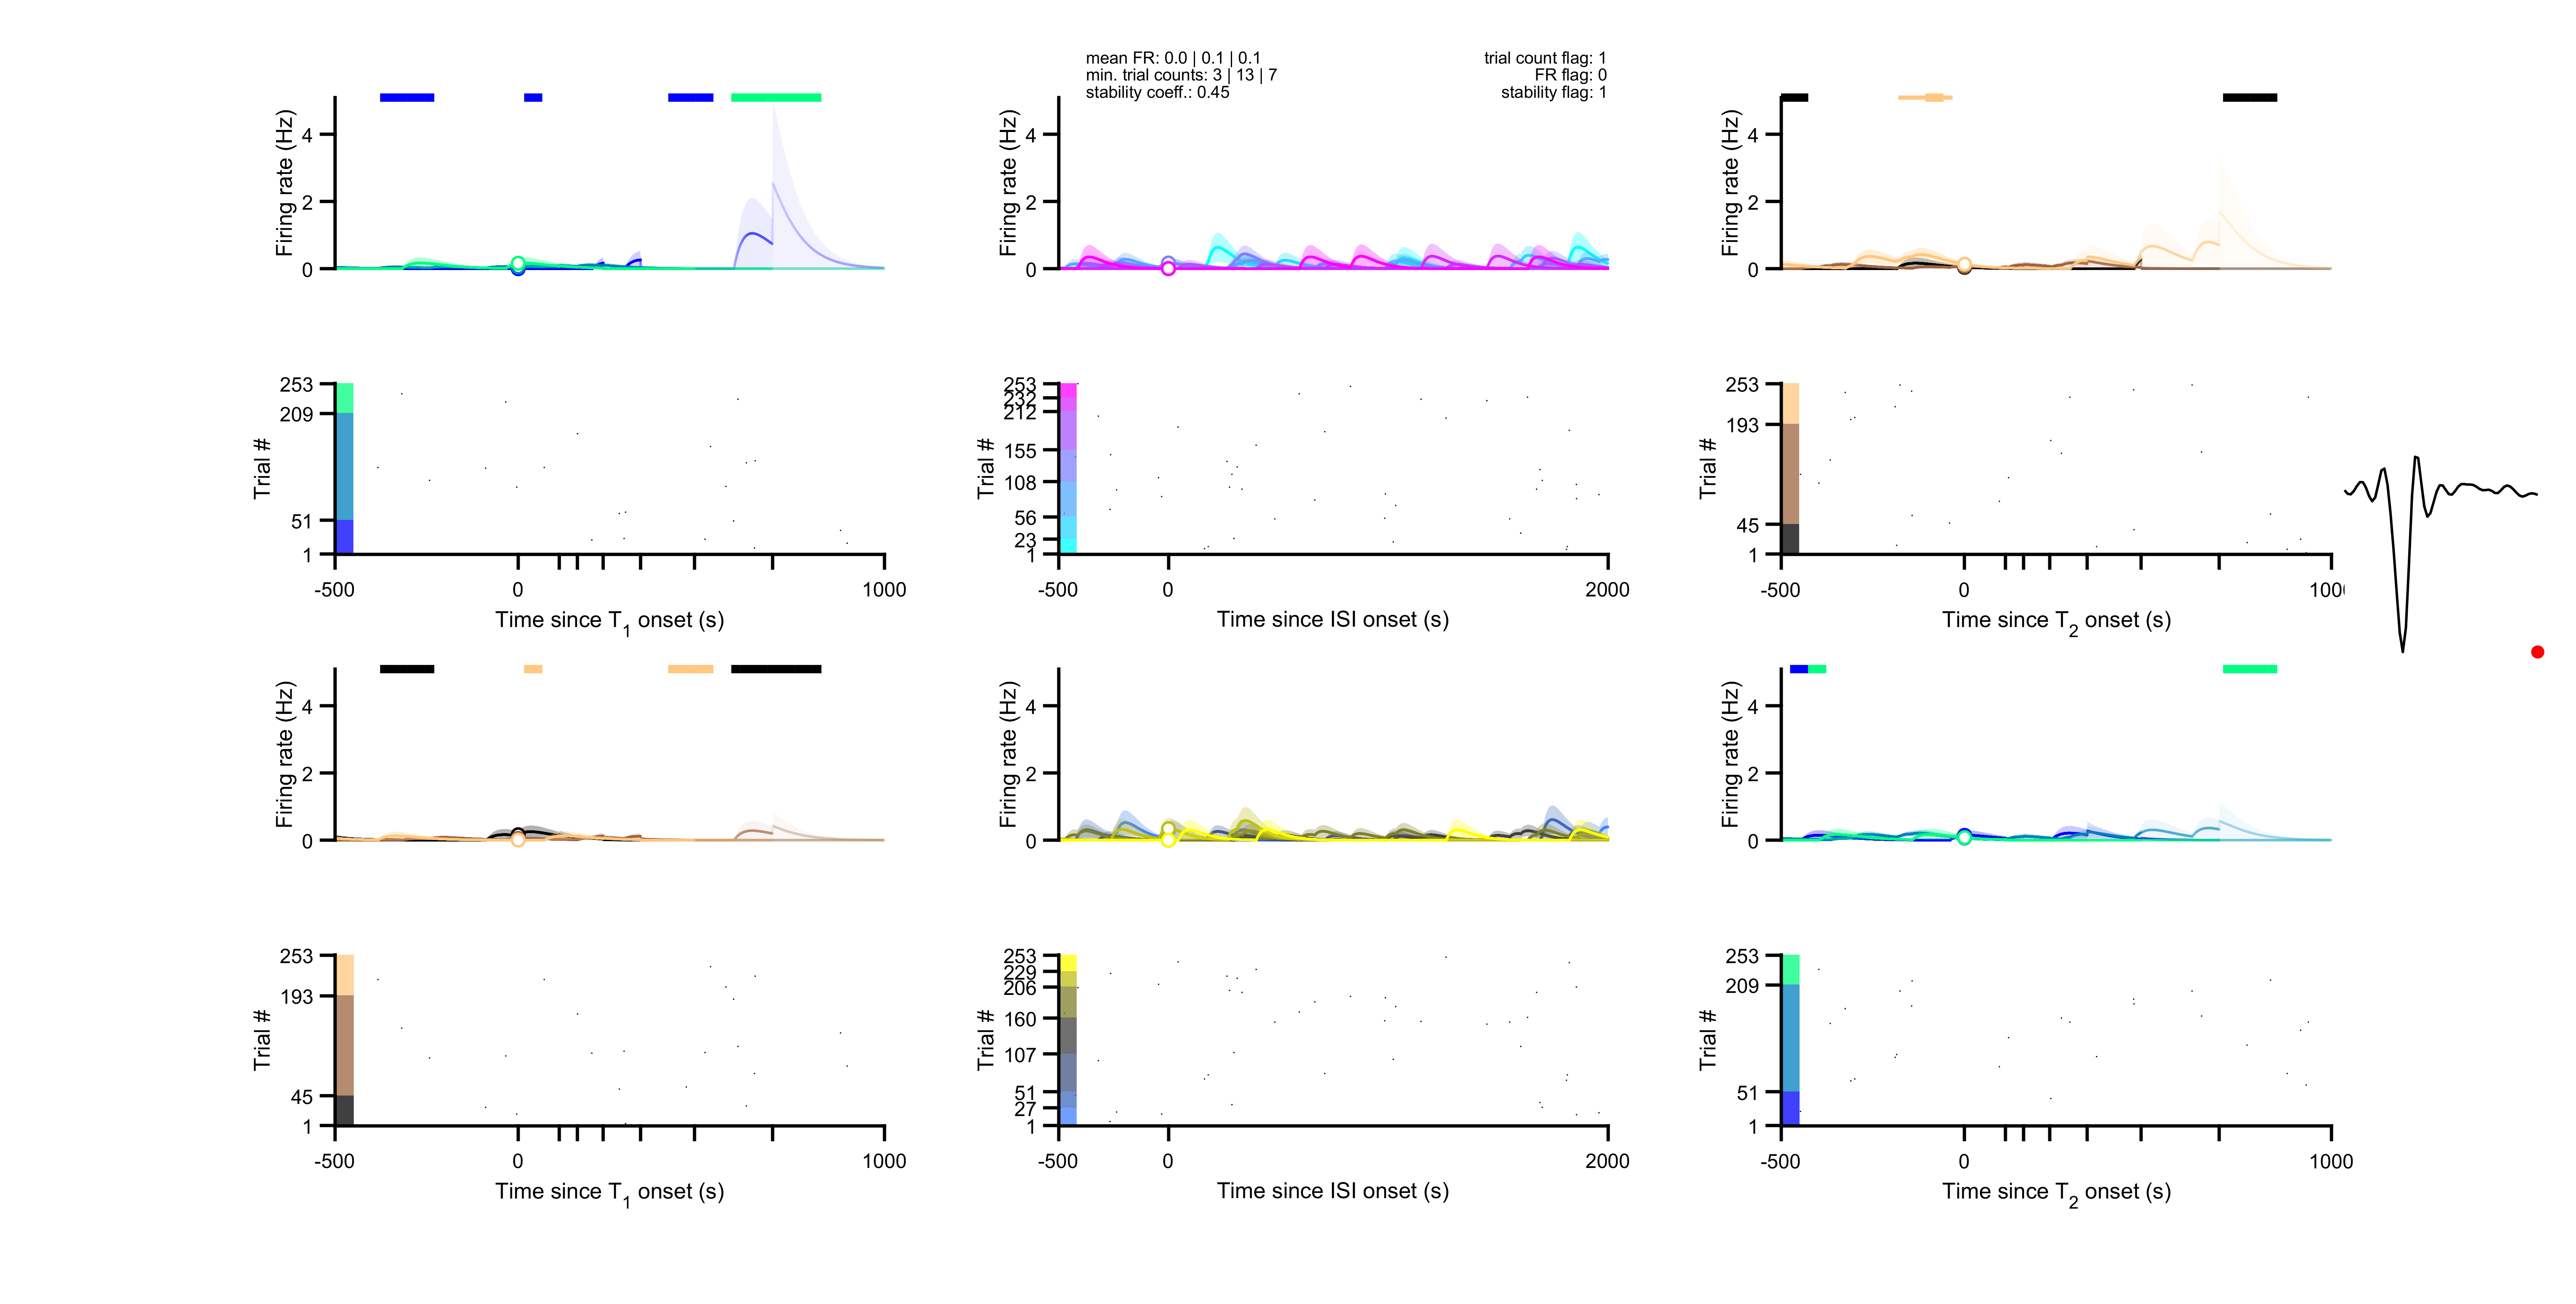 mean FR: 0.0 | 0.1 | 0.1
min. trial counts: 3 | 13 | 7
stability coeff.: 0.45
trial count flag: 1
FR flag: 0
stability flag: 1
Firing rate (Hz)
4
2
0
Firing rate (Hz)
4
2
0
Firing rate (Hz)
4
2
0
Trial #
253
209
51
1
-500
0
1000
Time since T1 onset (s)
Trial #
253
232
212
155
108
56
23
1
-500
0
2000
Time since ISI onset (s)
Trial #
253
193
45
1
-500
0
Time since T2 onset (s)
Firing rate (Hz)
4
2
0
Firing rate (Hz)
4
2
0
Firing rate (Hz)
4
2
0
Trial #
253
193
45
1
-500
0
1000
Time since T1 onset (s)
Trial #
253
229
206
160
107
51
27
1
-500
0
2000
Time since ISI onset (s)
Trial #
253
209
51
1
-500
0
1000
Time since T2 onset (s)